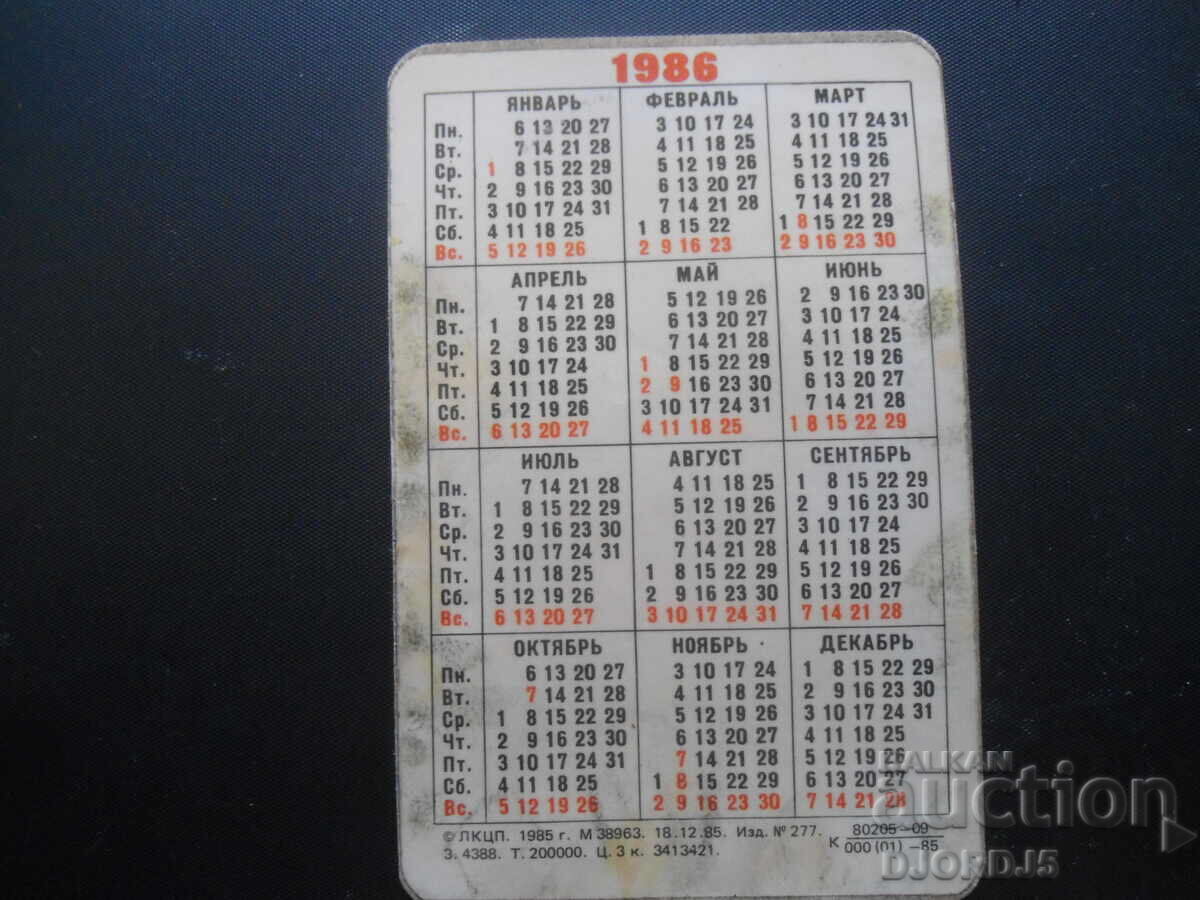 1986
ЯНВАРЬ ФЕВРАЛЬ МАРТ
Пн. 6 13 20 27 3 10 17 24 3 10 17 24 31
Вт. 7 14 21 28 4 11 18 25 4 11 18 25
Ср. 1 8 15 22 29 5 12 19 26 5 12 19 26
Чт. 2 9 16 23 30 6 13 20 27 6 13 20 27
Пт. 3 10 17 24 31 7 14 21 28 7 14 21 28
Сб. 4 11 18 25 1 8 15 22 1 8 15 22 29
Вс. 5 12 19 26 2 9 16 23 2 9 16 23 30
АПРЕЛЬ МАЙ ИЮНЬ
Пн. 7 14 21 28 5 12 19 26 2 9 16 23 30
Вт. 1 8 15 22 29 6 13 20 27 3 10 17 24
Ср. 2 9 16 23 30 7 14 21 28 4 11 18 25
Чт. 3 10 17 24 1 8 15 22 29 5 12 19 26
Пт. 4 11 18 25 2 9 16 23 30 6 13 20 27
Сб. 5 12 19 26 3 10 17 24 31 7 14 21 28
Вс. 6 13 20 27 4 11 18 25 1 8 15 22 29
ИЮЛЬ АВГУСТ СЕНТЯБРЬ
Пн. 7 14 21 28 4 11 18 25 1 8 15 22 29
Вт. 1 8 15 22 29 5 12 19 26 2 9 16 23 30
Ср. 2 9 16 23 30 6 13 20 27 3 10 17 24
Чт. 3 10 17 24 31 7 14 21 28 4 11 18 25
Пт. 4 11 18 25 1 8 15 22 29 5 12 19 26
Сб. 5 12 19 26 2 9 16 23 30 6 13 20 27
Вс. 6 13 20 27 3 10 17 24 31 7 14 21 28
ОКТЯБРЬ НОЯБРЬ ДЕКАБРЬ
Пн. 6 13 20 27 3 10 17 24 1 8 15 22 29
Вт. 7 14 21 28 4 11 18 25 2 9 16 23 30
Ср. 1 8 15 22 29 5 12 19 26 3 10 17 24 31
Чт. 2 9 16 23 30 6 13 20 27 4 11 18 25
Пт. 3 10 17 24 31 7 14 21 28 5 12 19 26
Сб. 4 11 18 25 1 8 15 22 29 6 13 20 27
Вс. 5 12 19 26 2 9 16 23 30 7 14 21 28
© ЛКЦП. 1985 г. М 38963. 18.12.85. Изд. № 277. К 80205—09
З. 4388. Т. 200000. Ц. 3 к. 3413421. 000 (01) —85
BALKAN
auction
DJORDJ5